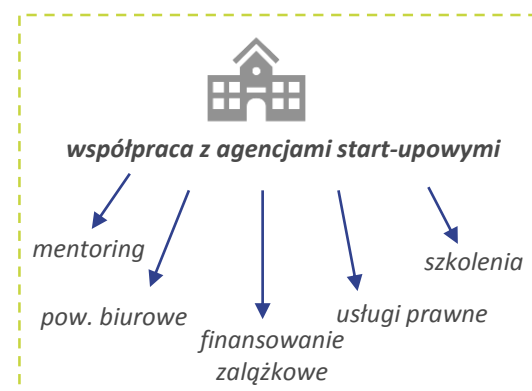 współpraca z agencjami start-upowymi
mentoring
szkolenia
pow. biurowe
usługi prawne
finansowanie
zalążkowe